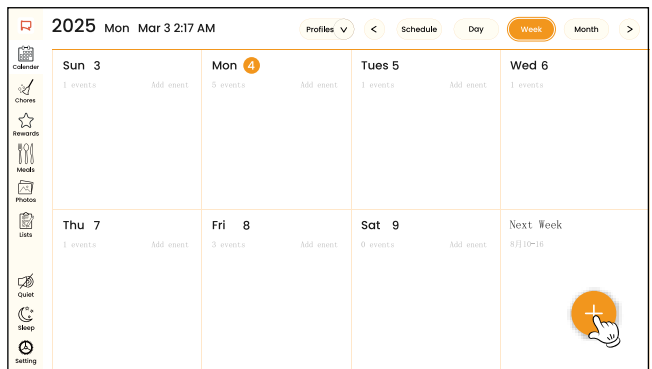 2025 Mon Mar 3 2:17 AM
Profiles
Schedule
Day
Week
Month
Calender
Chores
Rewards
Meals
Photos
Lists
Quiet
Sleep
Setting
Sun 3
1 events Add enent
Mon 4
5 events Add enent
Tues 5
1 events Add enent
Wed 6
1 events
Thu 7
1 events Add enent
Fri 8
3 events Add enent
Sat 9
0 events Add enent
Next Week
8月10-16